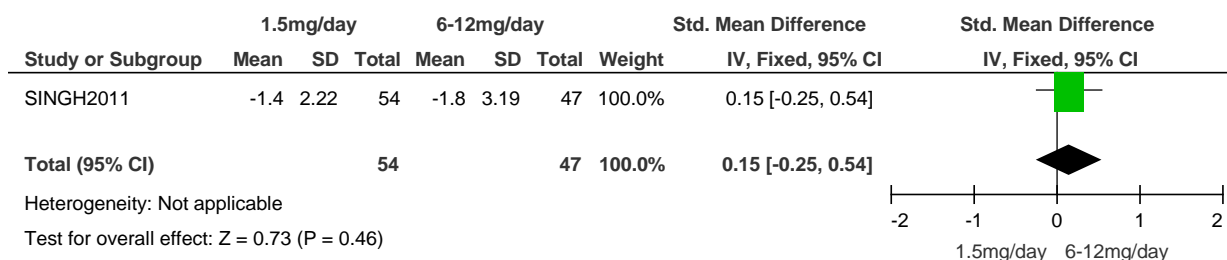 1.5mg/day 6-12mg/day Std. Mean Difference Std. Mean Difference
Study or Subgroup Mean SD Total Mean SD Total Weight IV, Fixed, 95% CI IV, Fixed, 95% CI
SINGH2011 -1.4 2.22 54 -1.8 3.19 47 100.0% 0.15 [-0.25, 0.54]
Total (95% CI) 54 47 100.0% 0.15 [-0.25, 0.54]
Heterogeneity: Not applicable
Test for overall effect: Z = 0.73 (P = 0.46)
-2 -1 0 1 2
1.5mg/day 6-12mg/day